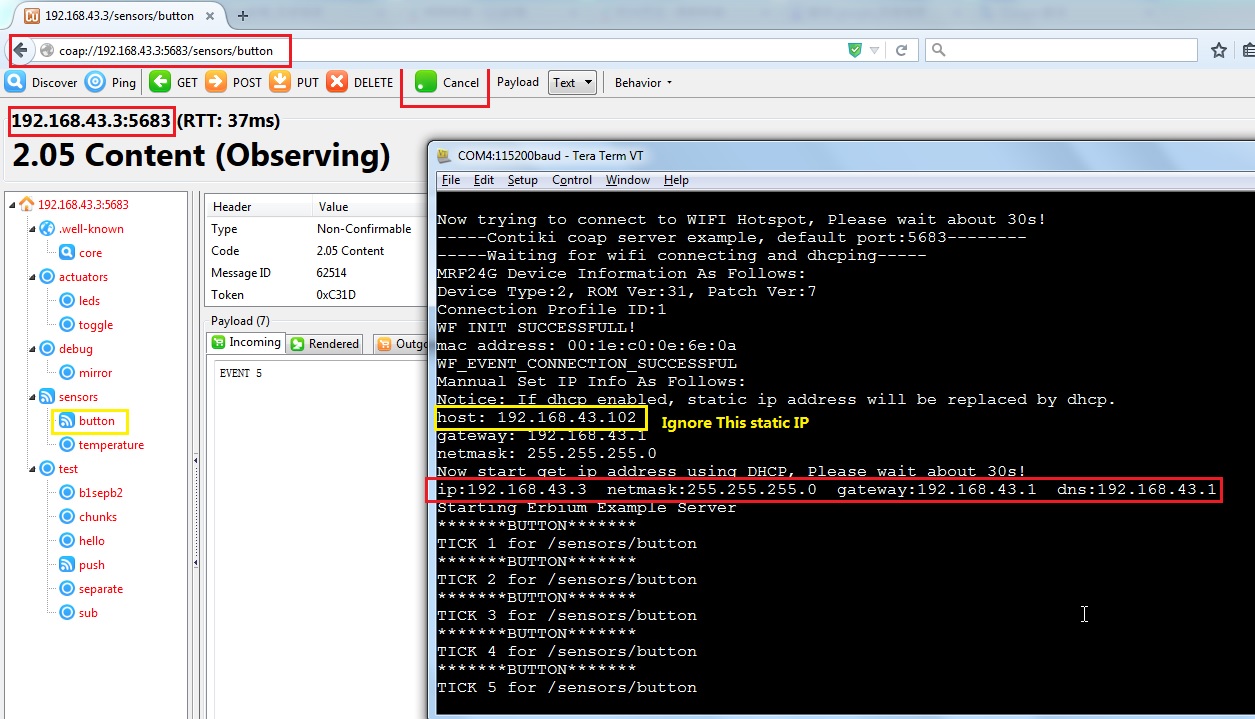 192.168.43.3/sensors/button
coap://192.168.43.3:5683/sensors/button
Discover Ping GET POST PUT DELETE Cancel Payload Text Behavior
192.168.43.3:5683 (RTT: 37ms)
2.05 Content (Observing)
192.168.43.3:5683
.well-known
core
actuators
leds
toggle
debug
mirror
sensors
button
temperature
test
b1sepb2
chunks
hello
push
separate
sub
Header Value
Type Non-Confirmable
Code 2.05 Content
Message ID 62514
Token 0xC31D
Payload (7)
Incoming Rendered Outgo
EVENT 5
COM4:115200baud - Tera Term VT
File Edit Setup Control Window Help
Now trying to connect to WIFI Hotspot, Please wait about 30s!
-----Contiki coap server example, default port:5683--------
-----Waiting for wifi connecting and dhcping-----
MRF24G Device Information As Follows:
Device Type:2, ROM Ver:31, Patch Ver:7
Connection Profile ID:1
WF INIT SUCCESSFULL!
mac address: 00:1e:c0:0e:6e:0a
WF_EVENT_CONNECTION_SUCCESSFUL
Mannual Set IP Info As Follows:
Notice: If dhcp enabled, static ip address will be replaced by dhcp.
host: 192.168.43.102 Ignore This static IP
gateway: 192.168.43.1
netmask: 255.255.255.0
Now start get ip address using DHCP, Please wait about 30s!
ip:192.168.43.3 netmask:255.255.255.0 gateway:192.168.43.1 dns:192.168.43.1
Starting Erbium Example Server
*******BUTTON*******
TICK 1 for /sensors/button
*******BUTTON*******
TICK 2 for /sensors/button
*******BUTTON*******
TICK 3 for /sensors/button
*******BUTTON*******
TICK 4 for /sensors/button
*******BUTTON*******
TICK 5 for /sensors/button